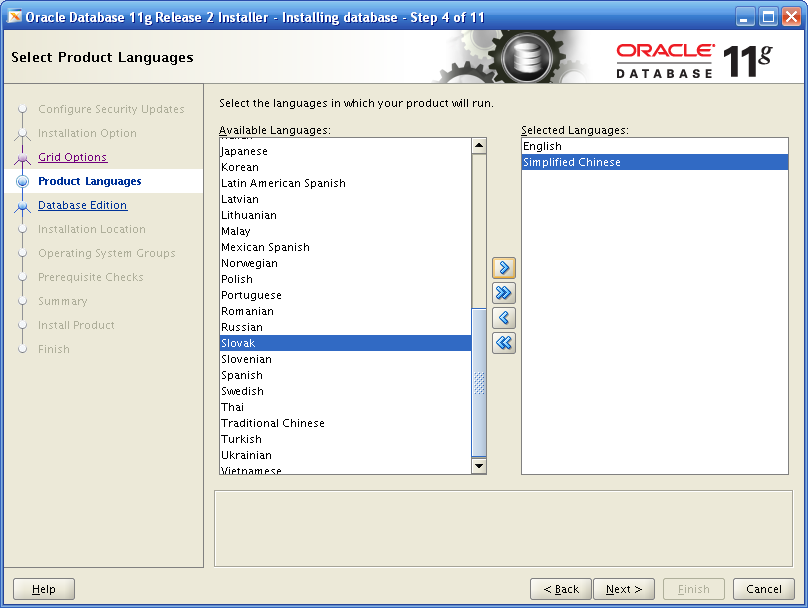 Oracle Database 11g Release 2 Installer - Installing database - Step 4 of 11
Select Product Languages
ORACLE
DATABASE 11g
Configure Security Updates
Installation Option
Grid Options
Product Languages
Database Edition
Installation Location
Operating System Groups
Prerequisite Checks
Summary
Install Product
Finish
Select the languages in which your product will run.
Available Languages:
Japanese
Korean
Latin American Spanish
Latvian
Lithuanian
Malay
Mexican Spanish
Norwegian
Polish
Portuguese
Romanian
Russian
Slovak
Slovenian
Spanish
Swedish
Thai
Traditional Chinese
Turkish
Ukrainian
Vietnamese
Selected Languages:
English
Simplified Chinese
Help
< Back
Next >
Finish
Cancel